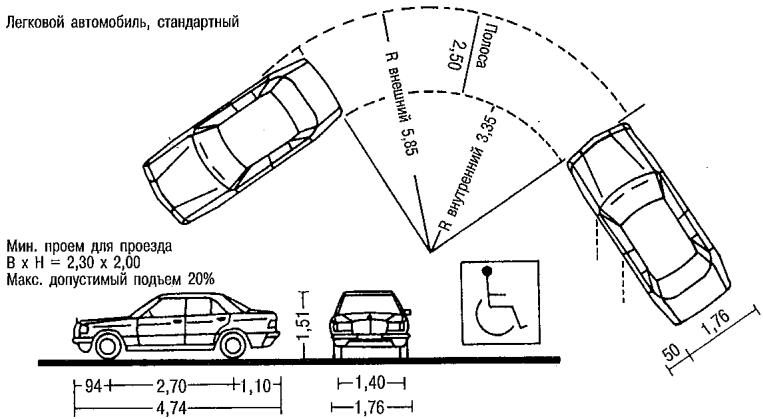 Легковой автомобиль, стандартный
R внешний 5,85
Полоса
2,50
R внутренний 3,35
Мин. проем для проезда
В x Н = 2,30 x 2,00
Макс. допустимый подъем 20%
1,51
94
2,70
1,10
4,74
1,40
1,76
50
1,76